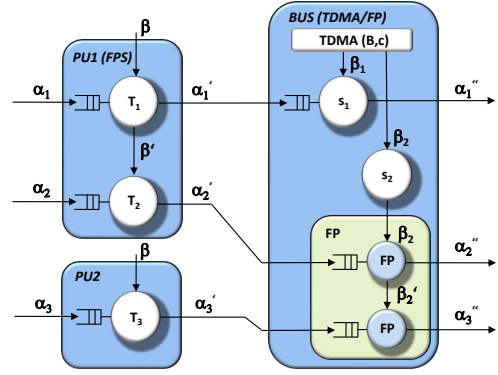 BUS (TDMA/FP)
β
TDMA (B,c)
PU1 (FPS)
β₁
α₁
T₁
α₁‘
s₁
α₁“
β‘
β₂
s₂
α₂
T₂
α₂‘
FP
β₂
β
FP
α₂“
PU2
β₂‘
α₃
T₃
α₃‘
FP
α₃“